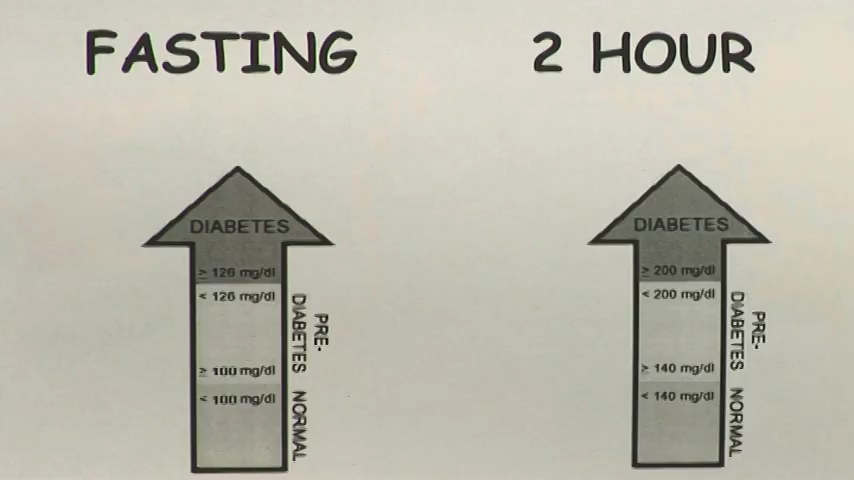 FASTING
DIABETES
≥ 126 mg/dl
< 126 mg/dl
≥ 100 mg/dl
< 100 mg/dl
PRE-
DIABETES
NORMAL
2 HOUR
DIABETES
≥ 200 mg/dl
< 200 mg/dl
≥ 140 mg/dl
< 140 mg/dl
PRE-
DIABETES
NORMAL